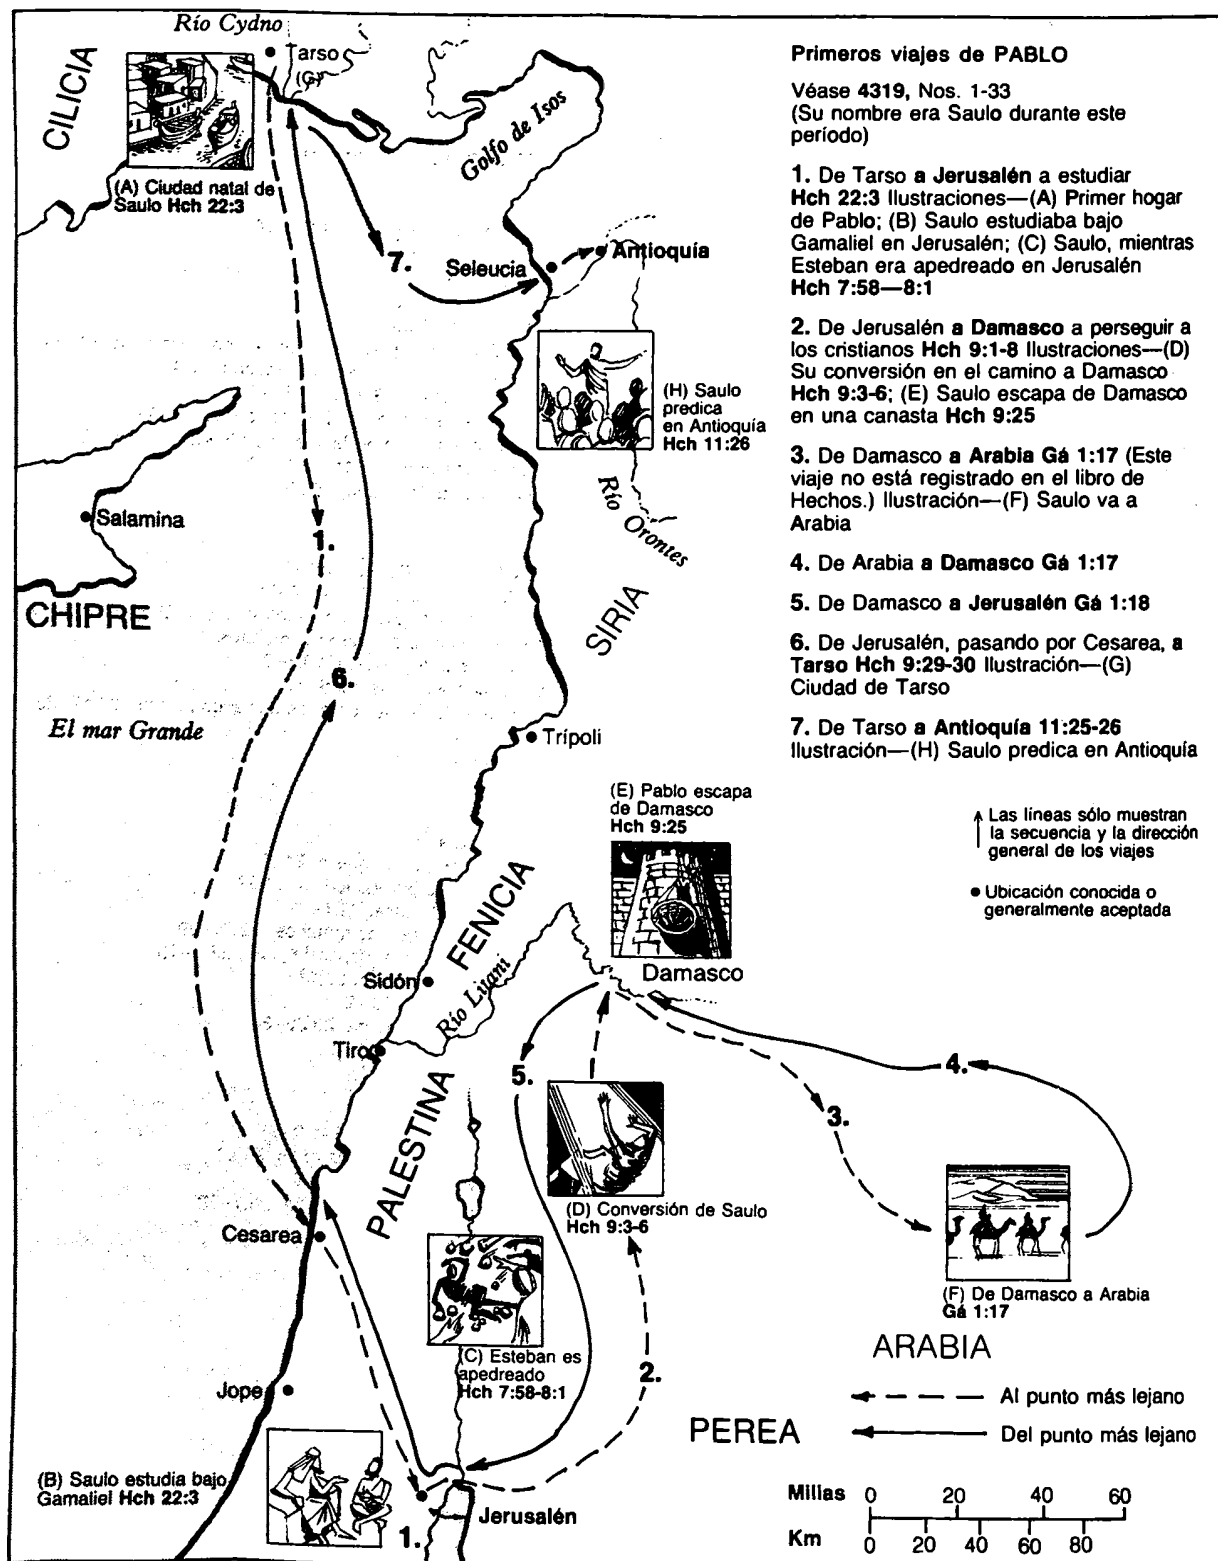 Primeros viajes de PABLO
Véase 4319, Nos. 1-33
(Su nombre era Saulo durante este
período)
1. De Tarso a Jerusalén a estudiar
Hch 22:3 Ilustraciones—(A) Primer hogar
de Pablo; (B) Saulo estudiaba bajo
Gamaliel en Jerusalén; (C) Saulo, mientras
Esteban era apedreado en Jerusalén
Hch 7:58—8:1
2. De Jerusalén a Damasco a perseguir a
los cristianos Hch 9:1-8 Ilustraciones—(D)
Su conversión en el camino a Damasco
Hch 9:3-6; (E) Saulo escapa de Damasco
en una canasta Hch 9:25
3. De Damasco a Arabia Gá 1:17 (Este
viaje no está registrado en el libro de
Hechos.) Ilustración—(F) Saulo va a
Arabia
4. De Arabia a Damasco Gá 1:17
5. De Damasco a Jerusalén Gá 1:18
6. De Jerusalén, pasando por Cesarea, a
Tarso Hch 9:29-30 Ilustración—(G)
Ciudad de Tarso
7. De Tarso a Antioquía 11:25-26
Ilustración—(H) Saulo predica en Antioquía
Las líneas sólo muestran
la secuencia y la dirección
general de los viajes
Ubicación conocida o
generalmente aceptada
Río Cydno
Tarso
(G)
CILICIA
(A) Ciudad natal de
Saulo Hch 22:3
Golfo de Isos
7.
Seleucia
Antioquía
(H) Saulo
predica
en Antioquía
Hch 11:26
Río Orontes
Salamina
1.
CHIPRE
SIRIA
6.
El mar Grande
Trípoli
(E) Pablo escapa
de Damasco
Hch 9:25
FENICIA
Damasco
Sidón
Río Litani
Tiro
5.
4.
3.
PALESTINA
(D) Conversión de Saulo
Hch 9:3-6
Cesarea
(F) De Damasco a Arabia
Gá 1:17
ARABIA
(C) Esteban es
apedreado
Hch 7:58-8:1
2.
Jope
PEREA
Al punto más lejano
Del punto más lejano
(B) Saulo estudia bajo
Gamaliel Hch 22:3
Jerusalén
1.
Millas 0 20 40 60
Km 0 20 40 60 80